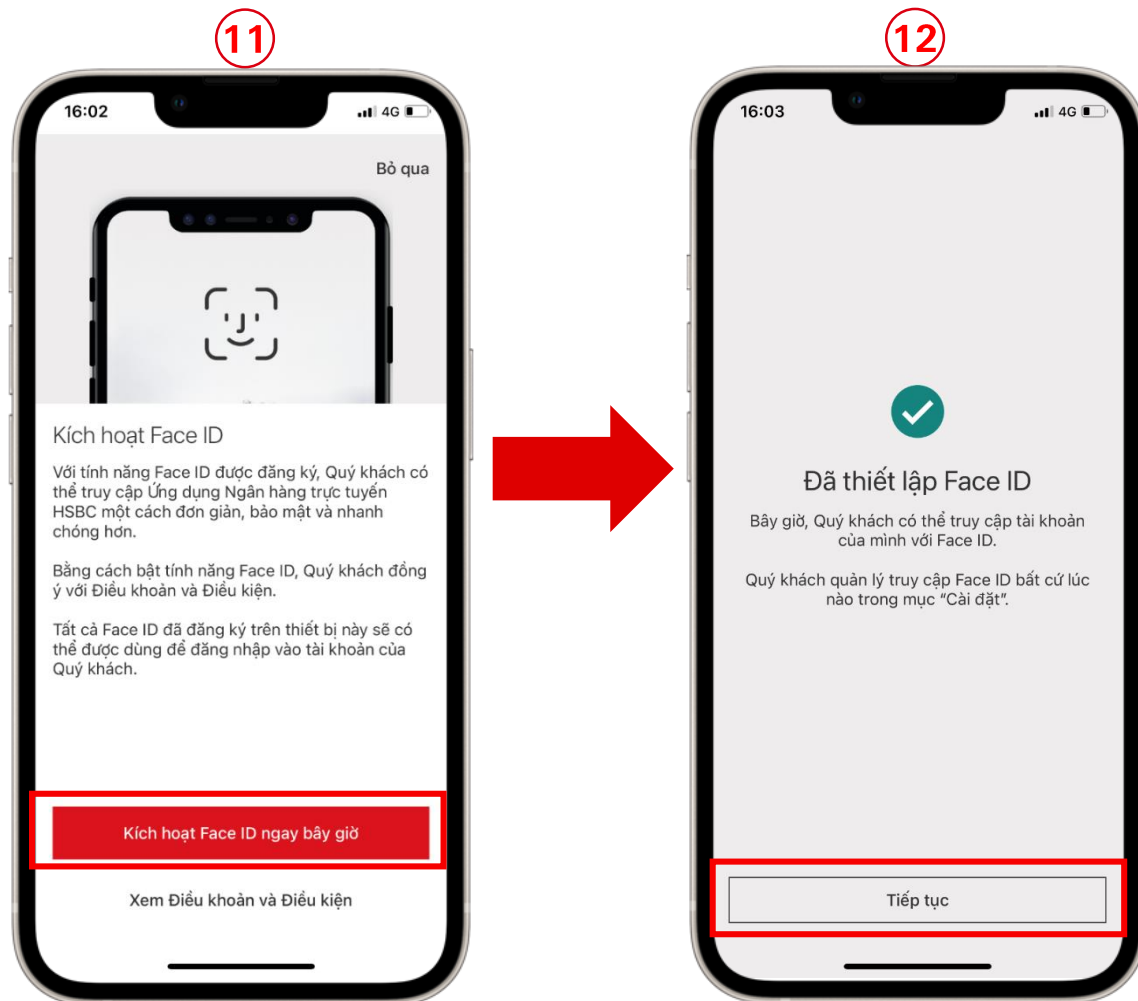 11
16:02
4G
Bỏ qua
Kích hoạt Face ID
Với tính năng Face ID được đăng ký, Quý khách có
thể truy cập Ứng dụng Ngân hàng trực tuyến
HSBC một cách đơn giản, bảo mật và nhanh
chóng hơn.
Bằng cách bật tính năng Face ID, Quý khách đồng
ý với Điều khoản và Điều kiện.
Tất cả Face ID đã đăng ký trên thiết bị này sẽ có
thể được dùng để đăng nhập vào tài khoản của
Quý khách.
Kích hoạt Face ID ngay bây giờ
Xem Điều khoản và Điều kiện
12
16:03
4G
Đã thiết lập Face ID
Bây giờ, Quý khách có thể truy cập tài khoản
của mình với Face ID.
Quý khách quản lý truy cập Face ID bất cứ lúc
nào trong mục “Cài đặt”.
Tiếp tục